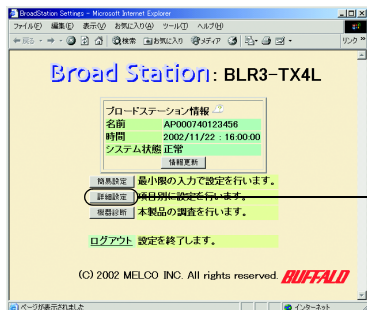 BroadStation Settings - Microsoft Internet Explorer
ファイル(F) 編集(E) 表示(V) お気に入り(A) ツール(T) ヘルプ(H)
戻る 検索 お気に入り メディア リンク
Broad Station: BLR3-TX4L
ブロードステーション情報
名前 AP000740123456
時間 2002/11/22 : 16:00:00
システム状態 正常
情報更新
簡易設定 最小限の入力で設定を行います。
詳細設定 項目別に設定を行います。
機器診断 本製品の調査を行います。
ログアウト 設定を終了します。
(C) 2002 MELCO INC. All rights reserved. BUFFALO
ページが表示されました インターネット